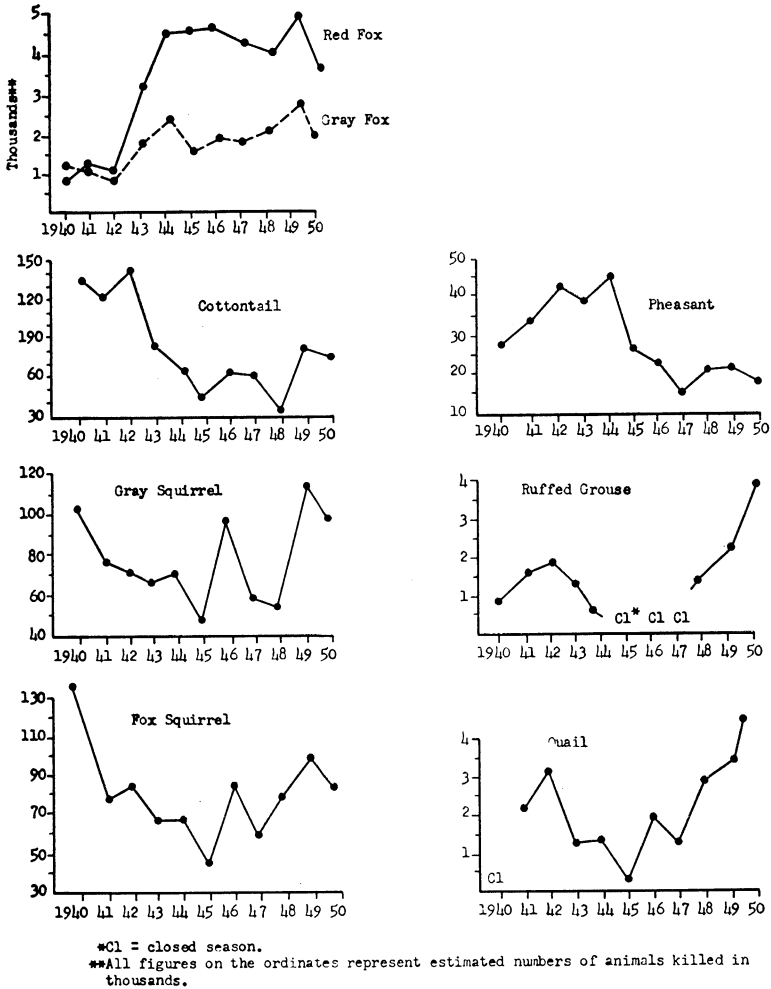 5
Red Fox
4
3
Gray Fox
2
1
Thousands**
1940 41 42 43 44 45 46 47 48 49 50
150
120
Cottontail
190
60
30
1940 41 42 43 44 45 46 47 48 49 50
50
40
Pheasant
30
20
10
1940 41 42 43 44 45 46 47 48 49 50
120
Gray Squirrel
100
80
60
40
1940 41 42 43 44 45 46 47 48 49 50
4
Ruffed Grouse
3
2
1
Cl* Cl Cl
1940 41 42 43 44 45 46 47 48 49 50
130
Fox Squirrel
110
90
70
50
30
1940 41 42 43 44 45 46 47 48 49 50
4
Quail
3
2
1
Cl
1940 41 42 43 44 45 46 47 48 49 50
*Cl = closed season.
**All figures on the ordinates represent estimated numbers of animals killed in
thousands.